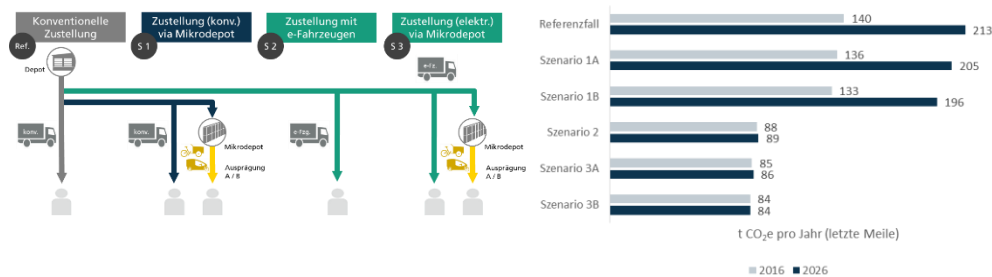 Konventionelle
Zustellung
Ref.
Zustellung (konv.)
via Mikrodepot
S 1
Zustellung mit
e-Fahrzeugen
S 2
Zustellung (elektr.)
via Mikrodepot
S 3
Depot
e-Fz.
konv.
konv.
e-Fzg.
Mikrodepot
Ausprägung
A / B
Mikrodepot
Ausprägung
A / B
Referenzfall
140
213
Szenario 1A
136
205
Szenario 1B
133
196
Szenario 2
88
89
Szenario 3A
85
86
Szenario 3B
84
84
t CO₂e pro Jahr (letzte Meile)
2016
2026